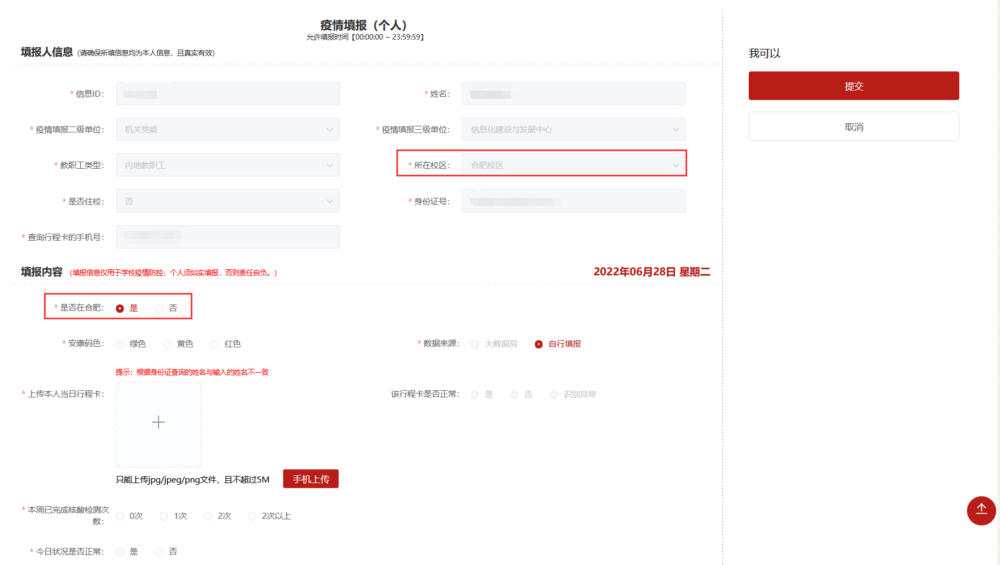 疫情填报（个人）
允许填报时间【00:00:00 ~ 23:59:59】
填报人信息 (请确保所填信息均为本人信息，且真实有效)
我可以
提交
取消
* 信息ID：
* 姓名：
* 疫情填报二级单位： 机关党委
* 疫情填报三级单位： 信息化建设与发展中心
* 教职工类型： 内地教职工
* 所在校区： 合肥校区
* 是否住校： 否
* 身份证号：
* 查询行程卡的手机号：
填报内容 （填报信息仅用于学校疫情防控；个人须如实填报，否则责任自负。）
2022年06月28日 星期二
* 是否在合肥： 是 否
* 安康码色： 绿色 黄色 红色
* 数据来源： 大数据局 自行填报
提示：根据身份证查询的姓名与输入的姓名不一致
* 上传本人当日行程卡：
该行程卡是否正常： 是 否 识别异常
只能上传jpg/jpeg/png文件，且不超过5M 手机上传
* 本周已完成核酸检测次
数： 0次 1次 2次 2次以上
* 今日状况是否正常： 是 否